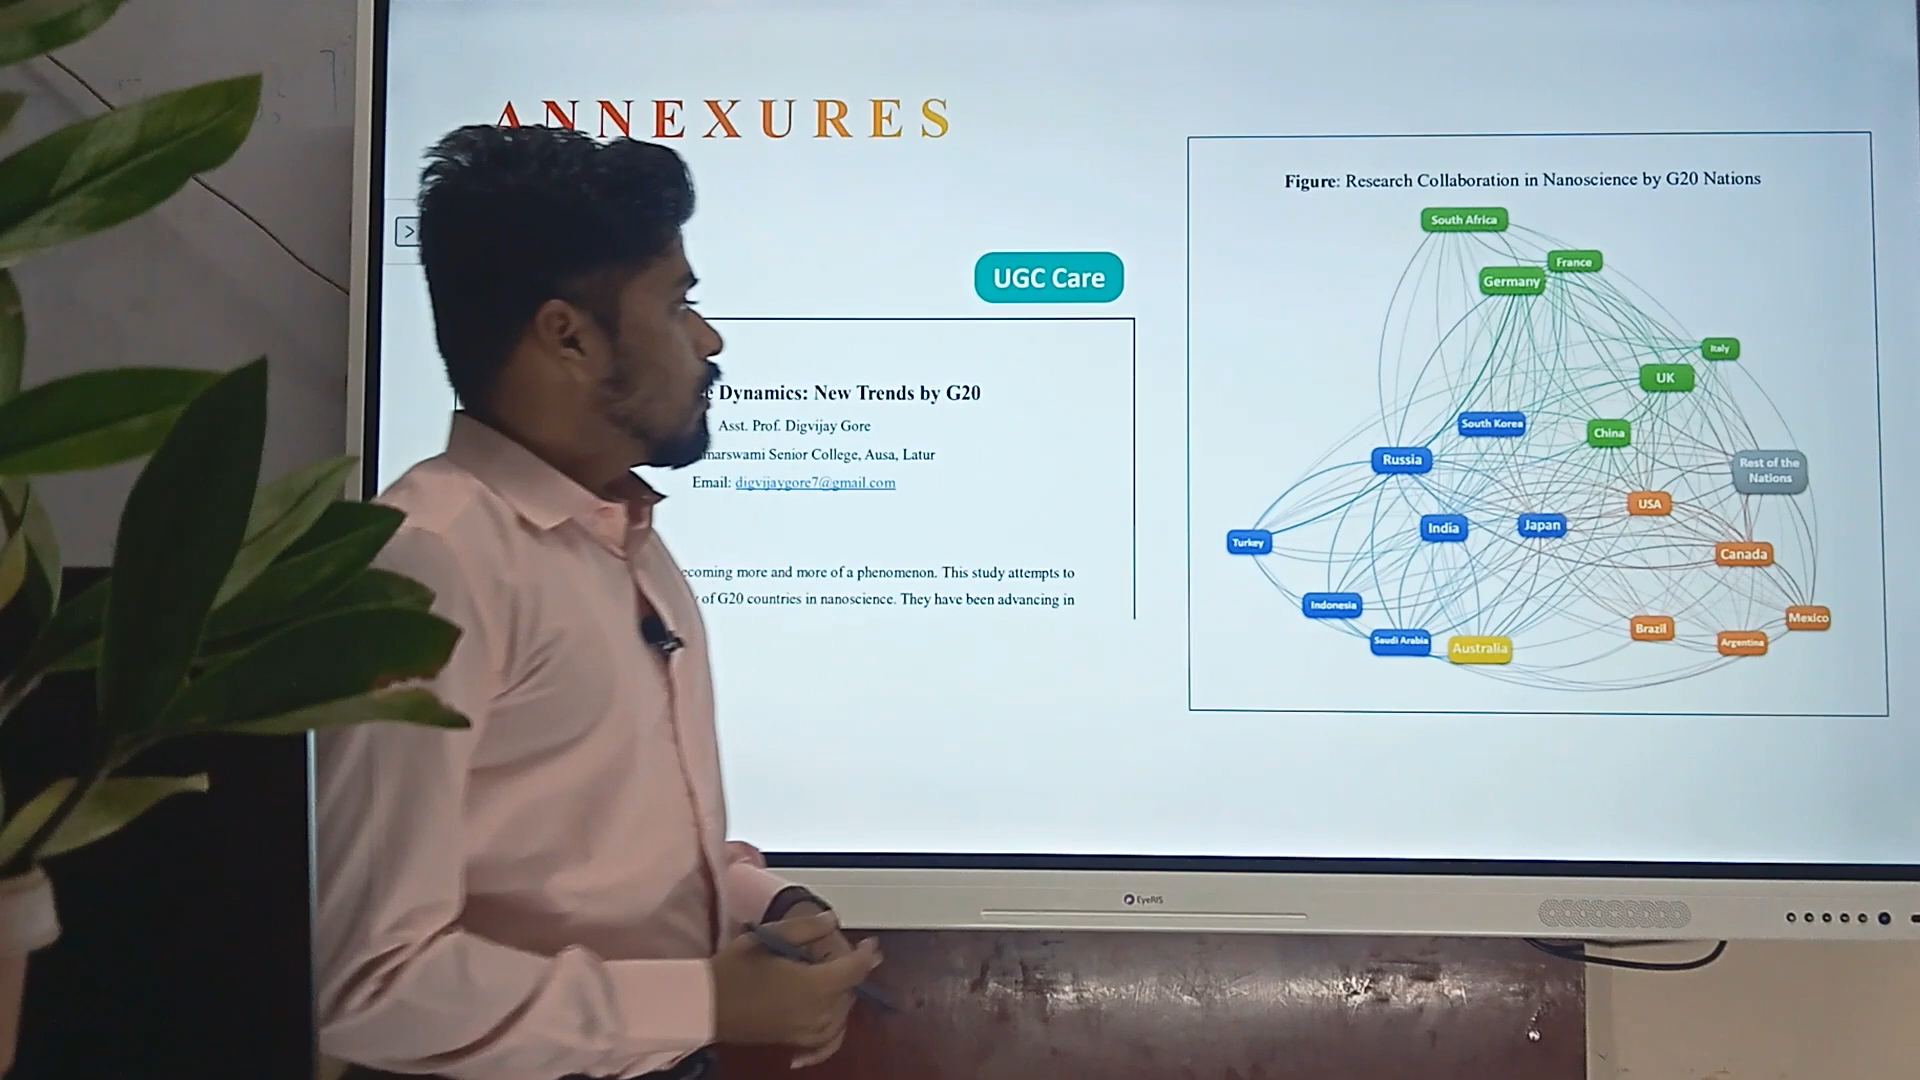 ANNEXURES
>
UGC Care
Dynamics: New Trends by G20
Asst. Prof. Digvijay Gore
marswami Senior College, Ausa, Latur
Email: digvijaygore7@gmail.com
ecoming more and more of a phenomenon. This study attempts to
of G20 countries in nanoscience. They have been advancing in
Figure: Research Collaboration in Nanoscience by G20 Nations
South Africa
France
Germany
Italy
UK
South Korea
China
Russia
Rest of the
Nations
USA
India
Japan
Turkey
Canada
Indonesia
Mexico
Brazil
Saudi Arabia
Australia
Argentina
EyeRIS